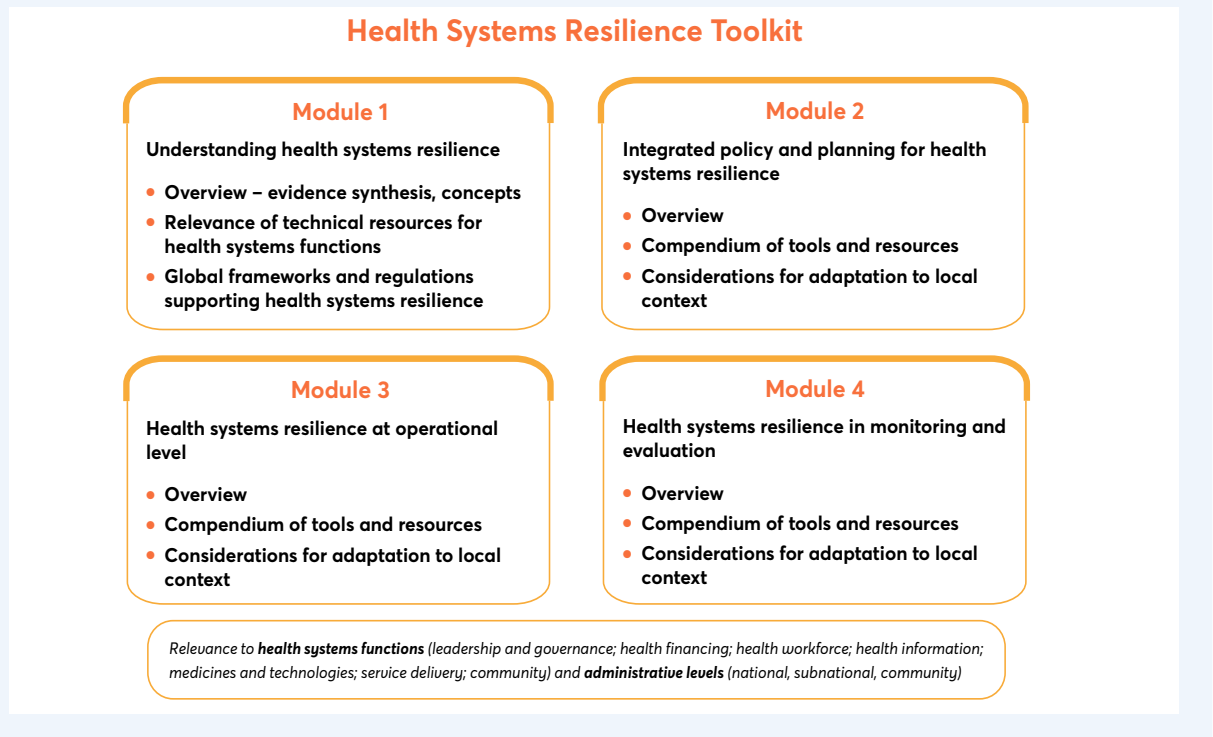 Health Systems Resilience Toolkit
Module 1
Understanding health systems resilience
• Overview – evidence synthesis, concepts
• Relevance of technical resources for
health systems functions
• Global frameworks and regulations
supporting health systems resilience
Module 2
Integrated policy and planning for health
systems resilience
• Overview
• Compendium of tools and resources
• Considerations for adaptation to local
context
Module 3
Health systems resilience at operational
level
• Overview
• Compendium of tools and resources
• Considerations for adaptation to local
context
Module 4
Health systems resilience in monitoring and
evaluation
• Overview
• Compendium of tools and resources
• Considerations for adaptation to local
context
Relevance to health systems functions (leadership and governance; health financing; health workforce; health information;
medicines and technologies; service delivery; community) and administrative levels (national, subnational, community)